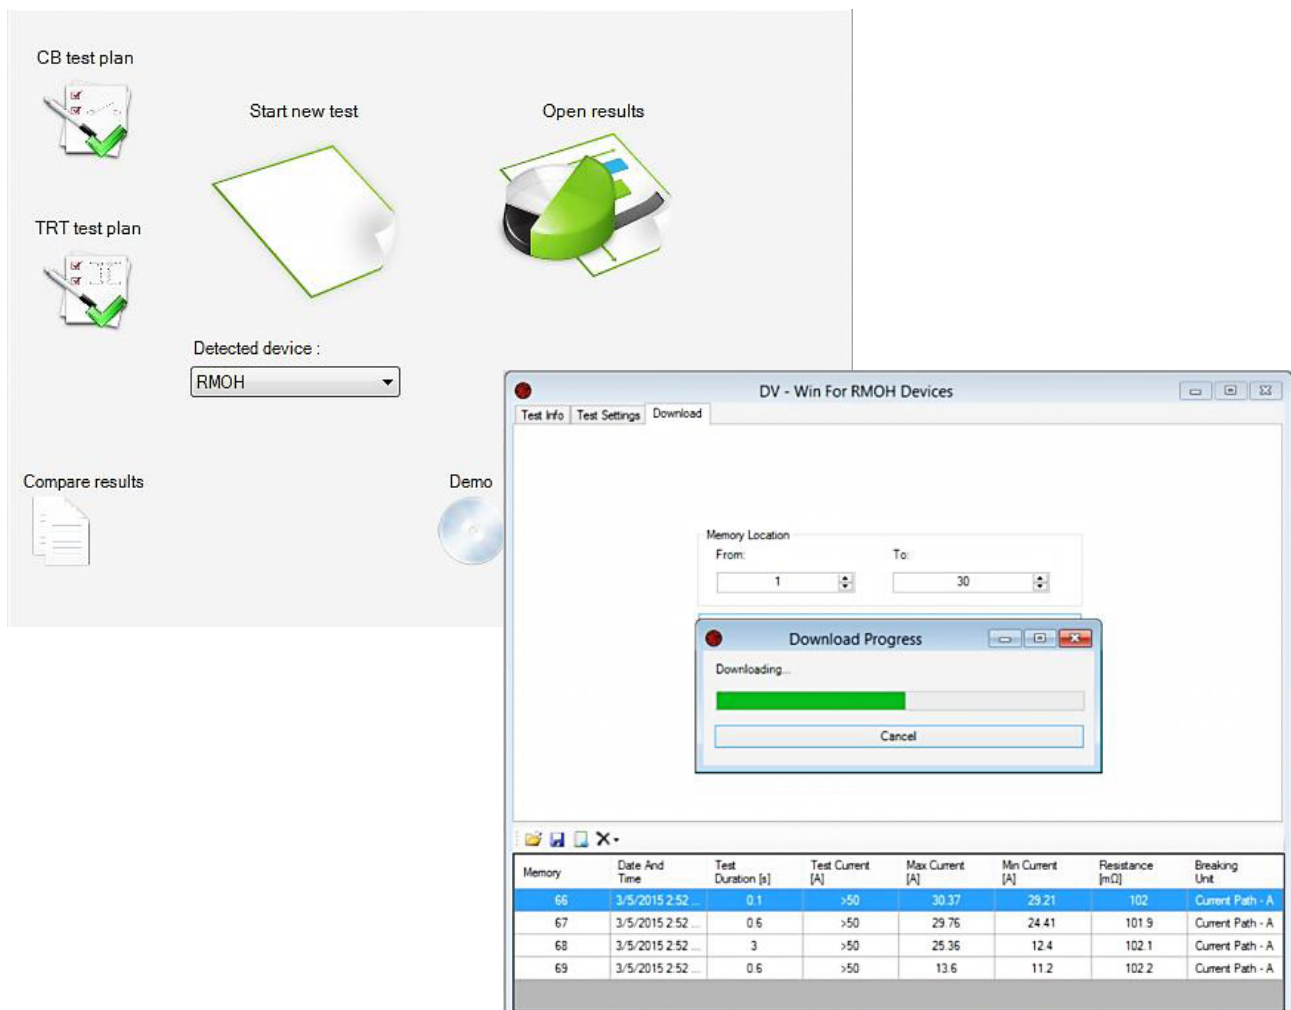 CB test plan
Start new test
Open results
TRT test plan
Detected device :
RMOH
Compare results
Demo
DV - Win For RMOH Devices
Test Info Test Settings Download
Memory Location
From: To:
1 30
Download Progress
Downloading...
Cancel
Memory Date And Time Test Duration [s] Test Current [A] Max Current [A] Min Current [A] Resistance [mΩ] Breaking Unit
66 3/5/2015 2:52 ... 0.1 >50 30.37 29.21 102 Current Path - A
67 3/5/2015 2:52 ... 0.6 >50 29.76 24.41 101.9 Current Path - A
68 3/5/2015 2:52 ... 3 >50 25.36 12.4 102.1 Current Path - A
69 3/5/2015 2:52 ... 0.6 >50 13.6 11.2 102.2 Current Path - A